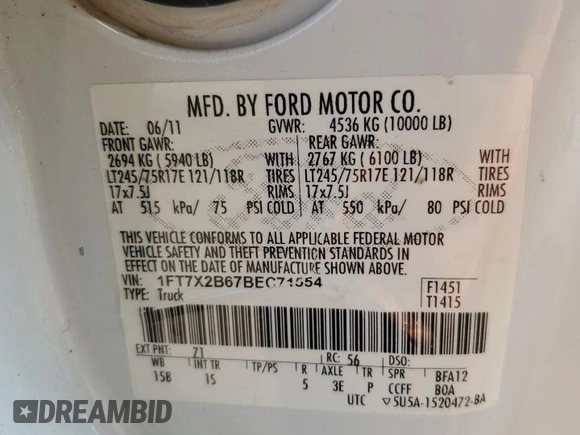 MFD. BY FORD MOTOR CO.
DATE: 06/11 GVWR: 4536 KG (10000 LB)
FRONT GAWR: REAR GAWR:
2694 KG (5940 LB) WITH 2767 KG (6100 LB) WITH
LT245/75R17E 121/118R TIRES LT245/75R17E 121/118R TIRES
17x7.5J RIMS 17x7.5J RIMS
AT 515 kPa/ 75 PSI COLD AT 550 kPa/ 80 PSI COLD
THIS VEHICLE CONFORMS TO ALL APPLICABLE FEDERAL MOTOR
VEHICLE SAFETY AND THEFT PREVENTION STANDARDS IN
EFFECT ON THE DATE OF MANUFACTURE SHOWN ABOVE.
VIN: 1FT7X2B67BEC71554 F1451
TYPE: Truck T1415
EXT PNT: 71 RC: 56 DSO:
WB INT TR TP/PS R AXLE TR SPR BFA12
158 1S 5 3E P CCFF BOA
UTC 5U5A-1520472-BA
DREAMBID